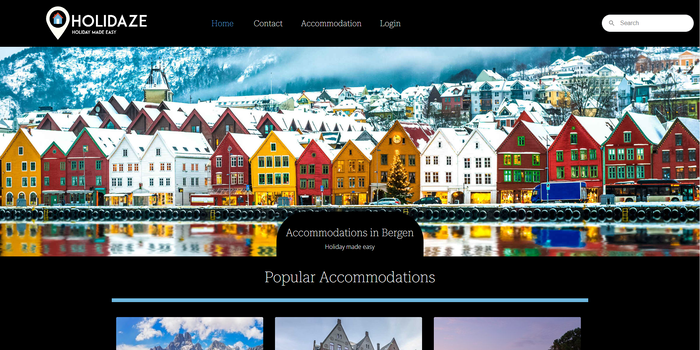 HOLIDAZE
HOLIDAY MADE EASY
Home
Contact
Accommodation
Login
Search
Accommodations in Bergen
Holiday made easy
Popular Accommodations